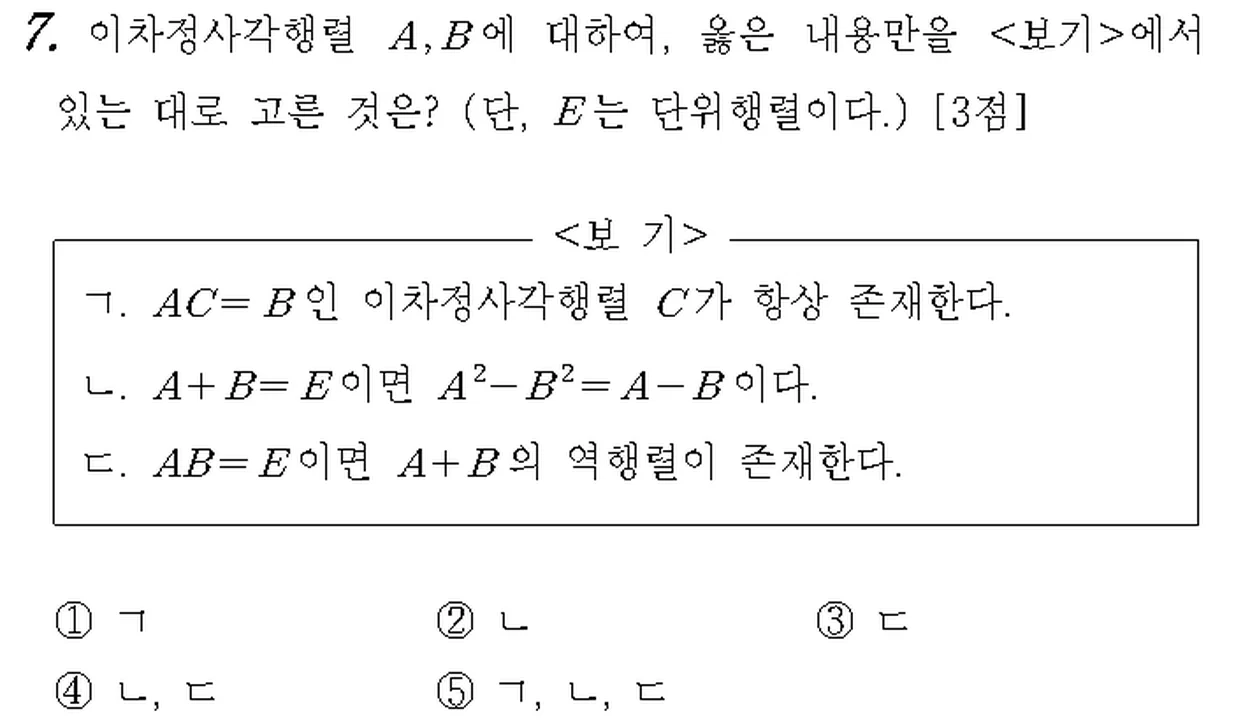 7. 이차정사각행렬 A, B에 대하여, 옳은 내용만을 <보기>에서
있는 대로 고른 것은? (단, E는 단위행렬이다.) [3점]
<보 기>
ㄱ. AC= B인 이차정사각행렬 C가 항상 존재한다.
ㄴ. A+B=E이면 A²-B²=A-B이다.
ㄷ. AB=E이면 A+B의 역행렬이 존재한다.
① ㄱ ② ㄴ ③ ㄷ
④ ㄴ, ㄷ ⑤ ㄱ, ㄴ, ㄷ